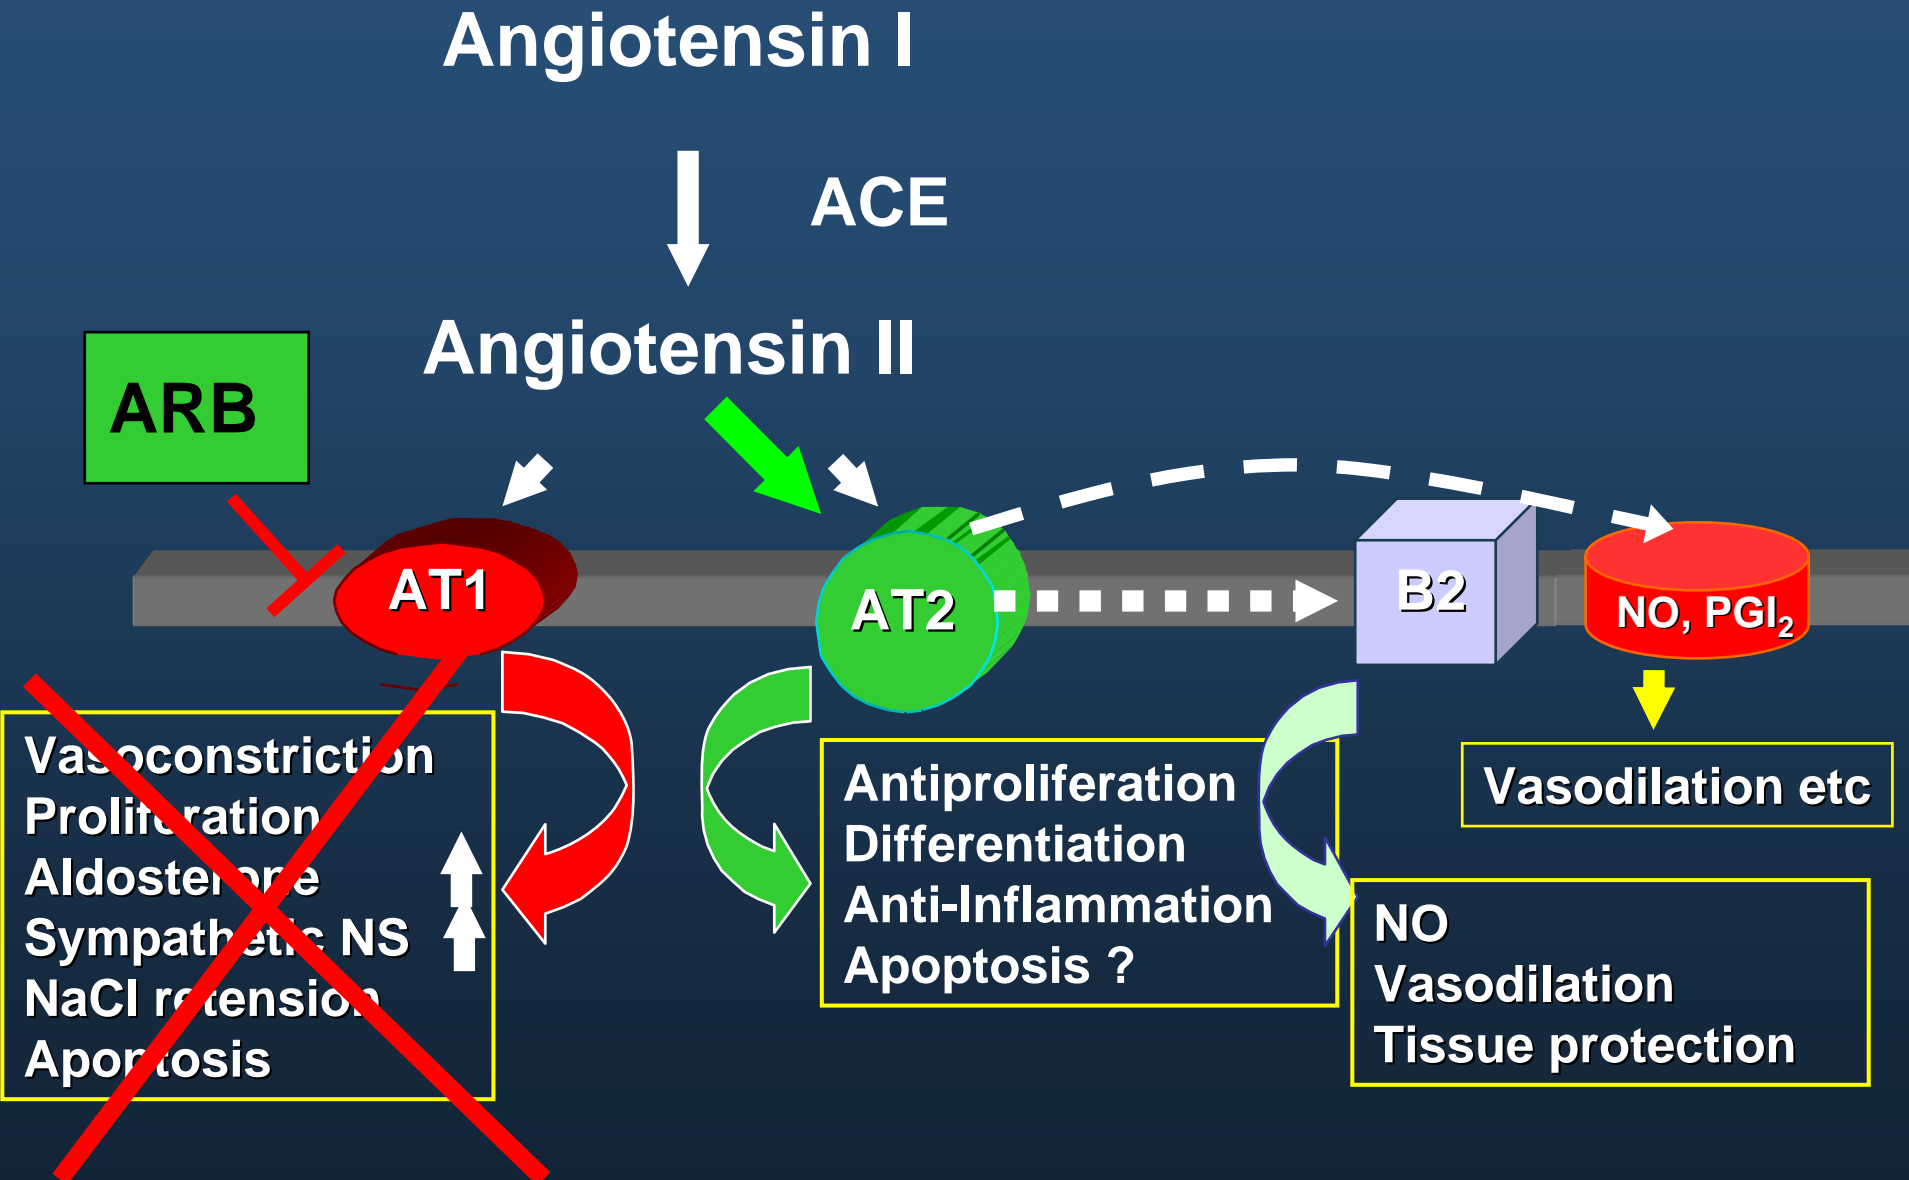 Angiotensin I
ACE
Angiotensin II
ARB
AT1
AT2
B2
NO, PGI₂
Vasoconstriction
Proliferation
Aldosterone
Sympathetic NS
NaCl retension
Apoptosis
Antiproliferation
Differentiation
Anti-Inflammation
Apoptosis ?
Vasodilation etc
NO
Vasodilation
Tissue protection